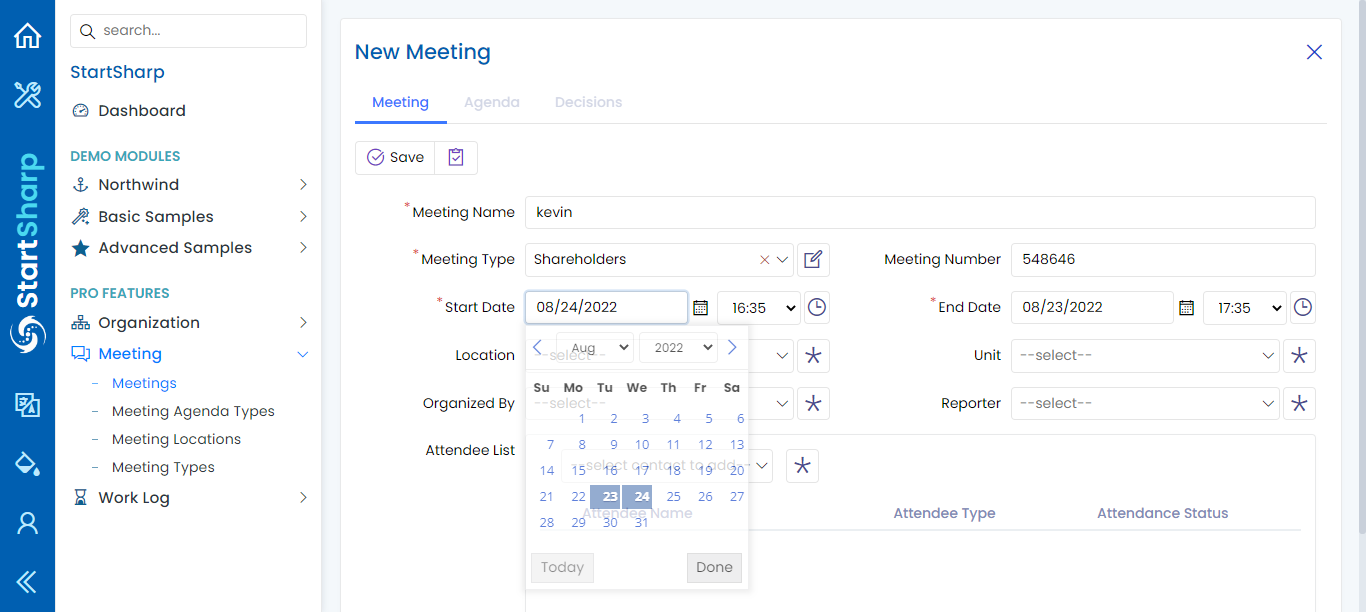 search...
StartSharp
Dashboard
DEMO MODULES
Northwind
Basic Samples
Advanced Samples
PRO FEATURES
Organization
Meeting
Meetings
Meeting Agenda Types
Meeting Locations
Meeting Types
Work Log
StartSharp
New Meeting
Meeting Agenda Decisions
Save
*Meeting Name kevin
*Meeting Type Shareholders Meeting Number 548646
*Start Date 08/24/2022 16:35 *End Date 08/23/2022 17:35
Location --select-- Unit --select--
Aug 2022
Su Mo Tu We Th Fr Sa
Organized By --select-- Reporter --select--
1 2 3 4 5 6
7 8 9 10 11 12 13
Attendee List
--select contact to add--
14 15 16 17 18 19 20
21 22 23 24 25 26 27
Attendee Name Attendee Type Attendance Status
28 29 30 31
Today Done